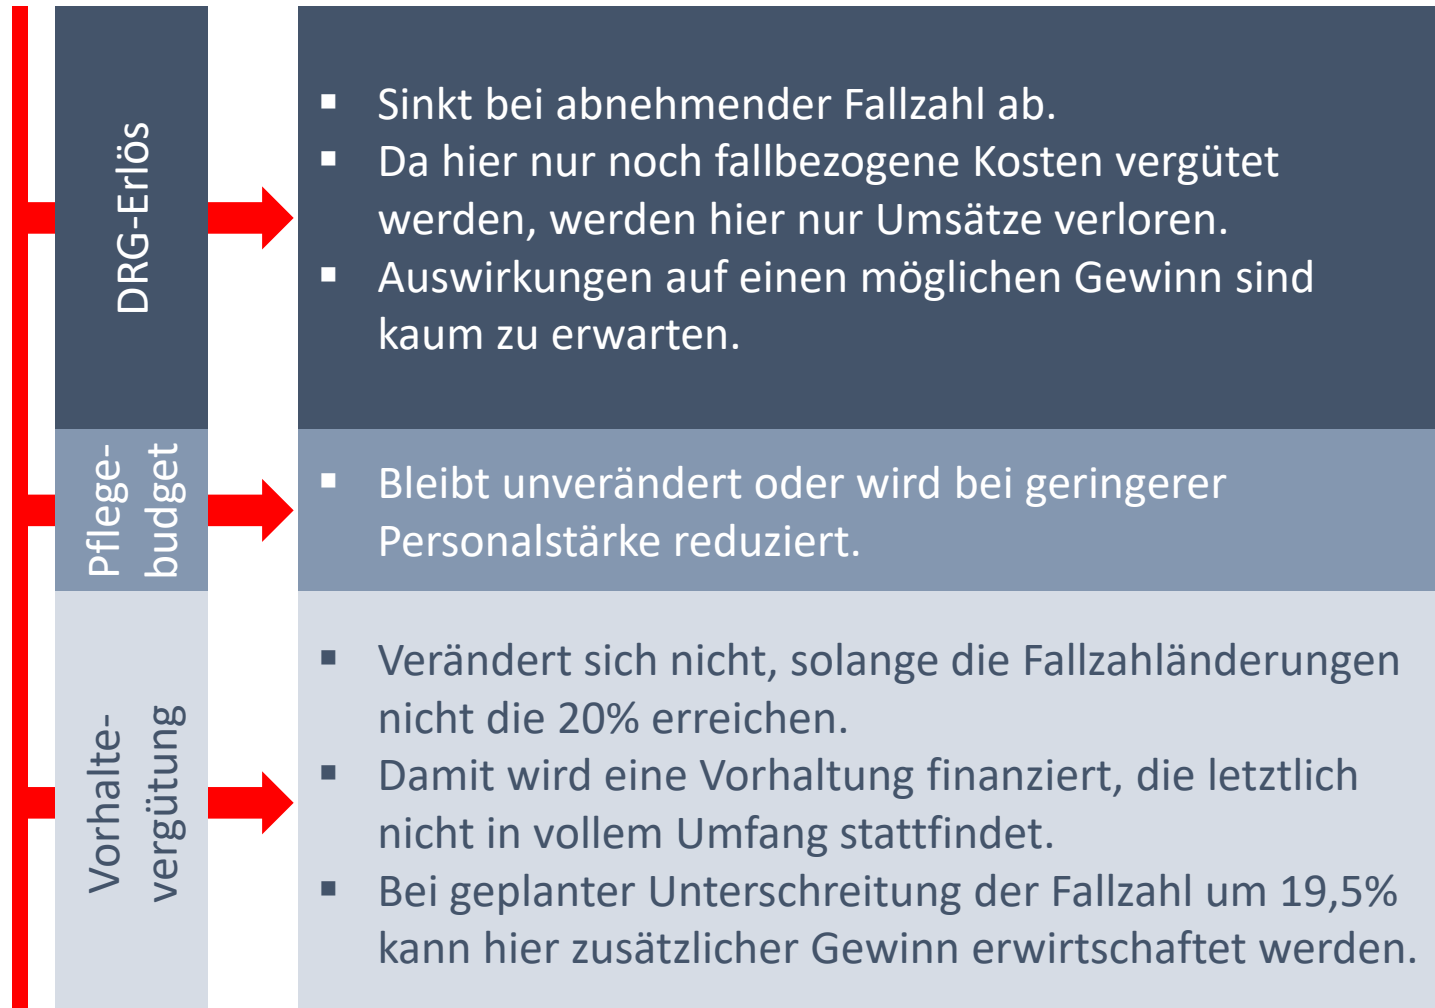 DRG-Erlös
▪ Sinkt bei abnehmender Fallzahl ab.
▪ Da hier nur noch fallbezogene Kosten vergütet
werden, werden hier nur Umsätze verloren.
▪ Auswirkungen auf einen möglichen Gewinn sind
kaum zu erwarten.
Pflege-
budget
▪ Bleibt unverändert oder wird bei geringerer
Personalstärke reduziert.
Vorhalte-
vergütung
▪ Verändert sich nicht, solange die Fallzahländerungen
nicht die 20% erreichen.
▪ Damit wird eine Vorhaltung finanziert, die letztlich
nicht in vollem Umfang stattfindet.
▪ Bei geplanter Unterschreitung der Fallzahl um 19,5%
kann hier zusätzlicher Gewinn erwirtschaftet werden.